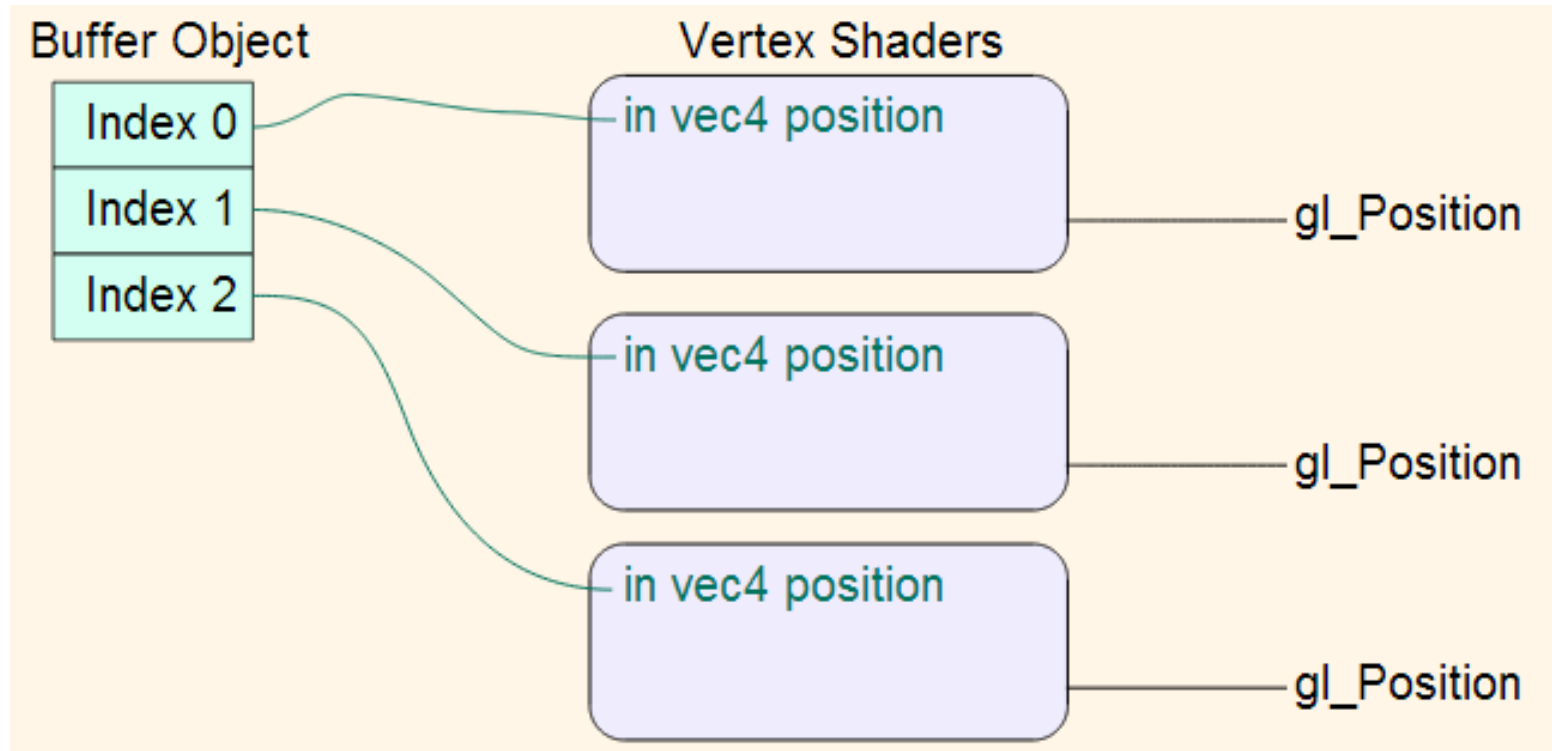 Buffer Object
Vertex Shaders
Index 0
Index 1
Index 2
in vec4 position
gl_Position
in vec4 position
gl_Position
in vec4 position
gl_Position